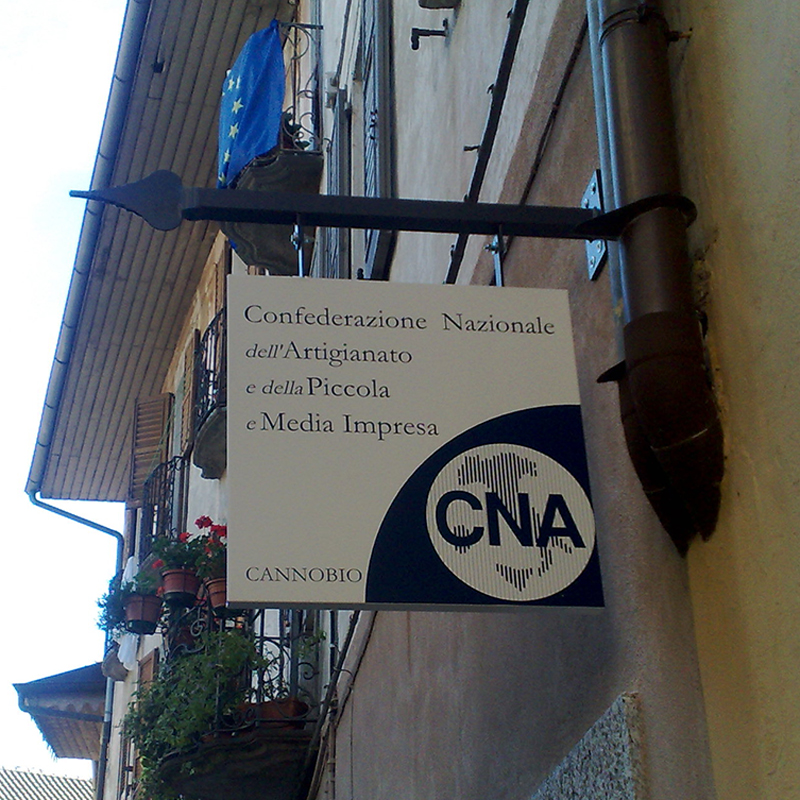 Confederazione Nazionale
dell'Artigianato
e della Piccola
e Media Impresa
CNA
CANNOBIO